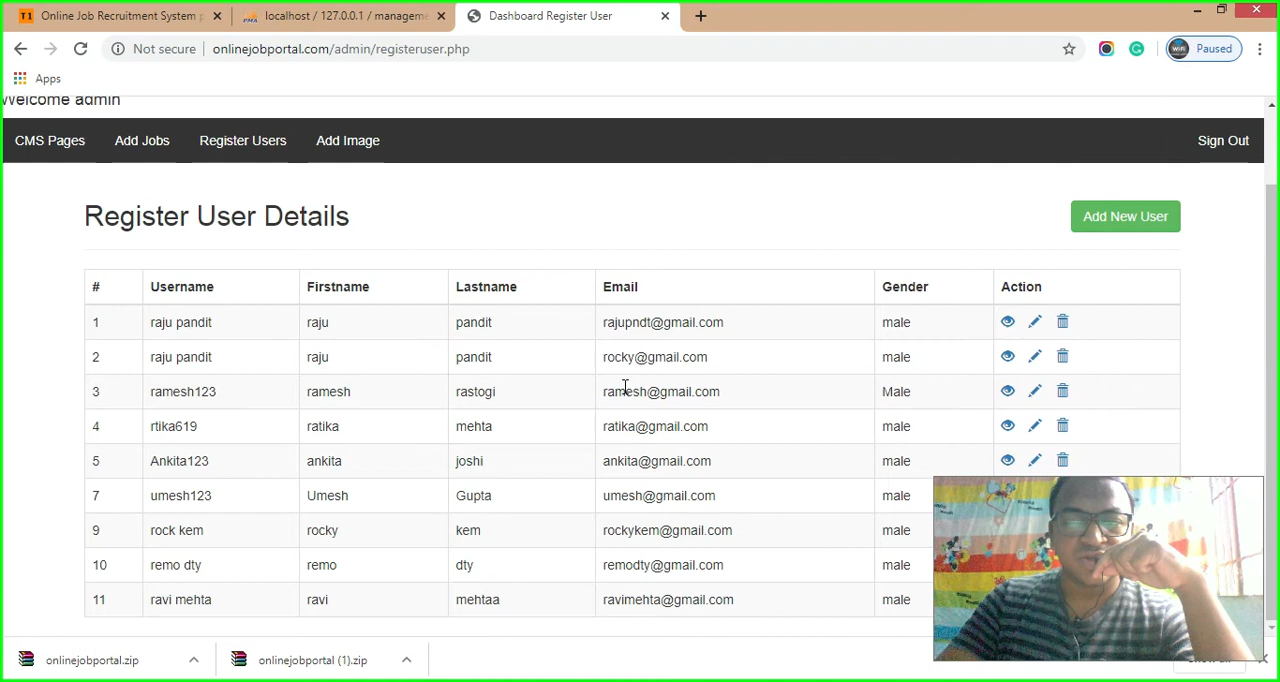 Online Job Recruitment System p
localhost / 127.0.0.1 / manageme
Dashboard Register User
Not secure onlinejobportal.com/admin/registeruser.php
Paused
Apps
Welcome admin
CMS Pages Add Jobs Register Users Add Image Sign Out
Register User Details Add New User
# Username Firstname Lastname Email Gender Action
1 raju pandit raju pandit rajupndt@gmail.com male
2 raju pandit raju pandit rocky@gmail.com male
3 ramesh123 ramesh rastogi ramesh@gmail.com Male
4 rtika619 ratika mehta ratika@gmail.com male
5 Ankita123 ankita joshi ankita@gmail.com male
7 umesh123 Umesh Gupta umesh@gmail.com male
9 rock kem rocky kem rockykem@gmail.com male
10 remo dty remo dty remodty@gmail.com male
11 ravi mehta ravi mehtaa ravimehta@gmail.com male
onlinejobportal.zip onlinejobportal (1).zip